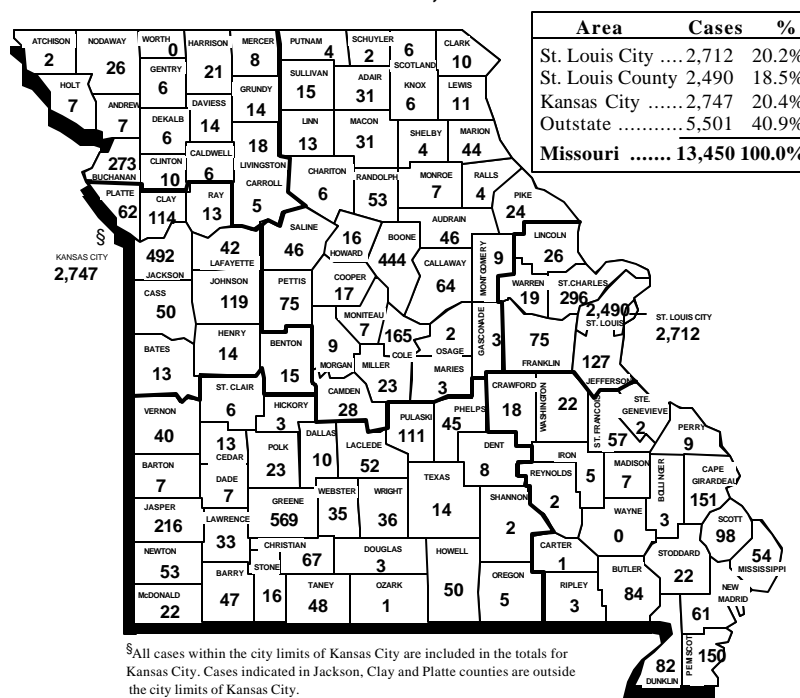 Area Cases %
St. Louis City .... 2,712 20.2%
St. Louis County 2,490 18.5%
Kansas City ...... 2,747 20.4%
Outstate .......... 5,501 40.9%
Missouri ....... 13,450 100.0%
ATCHISON 2
NODAWAY 26
WORTH 0
HARRISON 21
MERCER 8
PUTNAM 4
SCHUYLER 2
SCOTLAND 6
CLARK 10
HOLT 7
ANDREW 7
GENTRY 6
DEKALB 6
DAVIESS 14
GRUNDY 14
SULLIVAN 15
ADAIR 31
KNOX 6
LEWIS 11
LINN 13
MACON 31
SHELBY 4
MARION 44
273 BUCHANAN
CLINTON 10
CALDWELL 6
18 LIVINGSTON
CARROLL 5
CHARITON 6
RANDOLPH 53
MONROE 7
RALLS 4
PIKE 24
PLATTE 62
CLAY 114
RAY 13
§
KANSAS CITY
2,747
492 JACKSON
42 LAFAYETTE
SALINE 46
16 HOWARD
BOONE 444
AUDRAIN 46
CALLAWAY 64
MONTGOMERY 9
LINCOLN 26
WARREN 19
ST.CHARLES 296
2,490 ST. LOUIS
ST. LOUIS CITY
2,712
CASS 50
JOHNSON 119
PETTIS 75
COOPER 17
MONITEAU 7
165 COLE
2 OSAGE
GASCONADE 3
75 FRANKLIN
127 JEFFERSON
BATES 13
HENRY 14
BENTON 15
9 MORGAN
MILLER 23
MARIES 3
CAMDEN 28
VERNON 40
ST. CLAIR 6
HICKORY 3
PULASKI 111
PHELPS 45
CRAWFORD 18
WASHINGTON 22
ST. FRANCOIS 57
STE. GENEVIEVE 2
PERRY 9
13 CEDAR
POLK 23
DALLAS 10
LACLEDE 52
DENT 8
IRON 5
REYNOLDS 2
MADISON 7
BOLLINGER 3
CAPE GIRARDEAU 151
BARTON 7
DADE 7
GREENE 569
WEBSTER 35
WRIGHT 36
TEXAS 14
SHANNON 2
WAYNE 0
SCOTT 98
54 MISSISSIPPI
JASPER 216
LAWRENCE 33
CHRISTIAN 67
DOUGLAS 3
HOWELL 50
CARTER 1
BUTLER 84
STODDARD 22
NEW MADRID 61
NEWTON 53
McDONALD 22
BARRY 47
STONE 16
TANEY 48
OZARK 1
OREGON 5
RIPLEY 3
82 DUNKLIN
PEMISCOT 150
§All cases within the city limits of Kansas City are included in the totals for
Kansas City. Cases indicated in Jackson, Clay and Platte counties are outside
the city limits of Kansas City.